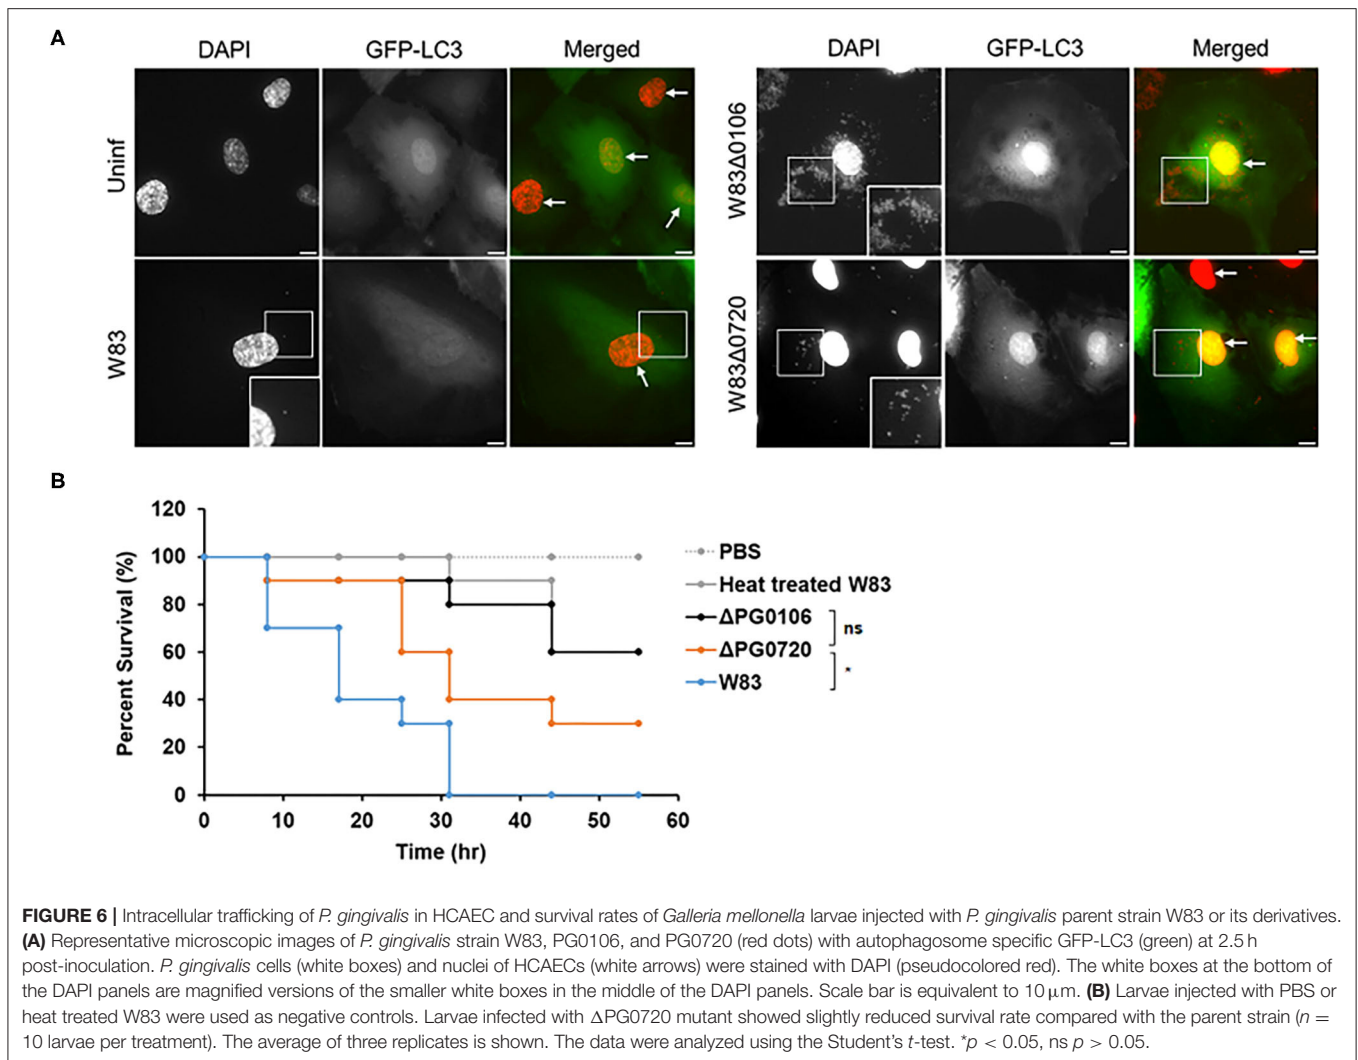 A
DAPI GFP-LC3 Merged
DAPI GFP-LC3 Merged
Uninf
W83
W83Δ0106
W83Δ0720
B
120
100
80
60
40
20
0
Percent Survival (%)
0 10 20 30 40 50 60
Time (hr)
PBS
Heat treated W83
ΔPG0106
ns
ΔPG0720
*
W83
FIGURE 6 | Intracellular trafficking of P. gingivalis in HCAEC and survival rates of Galleria mellonella larvae injected with P. gingivalis parent strain W83 or its derivatives.
(A) Representative microscopic images of P. gingivalis strain W83, PG0106, and PG0720 (red dots) with autophagosome specific GFP-LC3 (green) at 2.5 h
post-inoculation. P. gingivalis cells (white boxes) and nuclei of HCAECs (white arrows) were stained with DAPI (pseudocolored red). The white boxes at the bottom of
the DAPI panels are magnified versions of the smaller white boxes in the middle of the DAPI panels. Scale bar is equivalent to 10 μm. (B) Larvae injected with PBS or
heat treated W83 were used as negative controls. Larvae infected with ΔPG0720 mutant showed slightly reduced survival rate compared with the parent strain (n =
10 larvae per treatment). The average of three replicates is shown. The data were analyzed using the Student's t-test. *p < 0.05, ns p > 0.05.